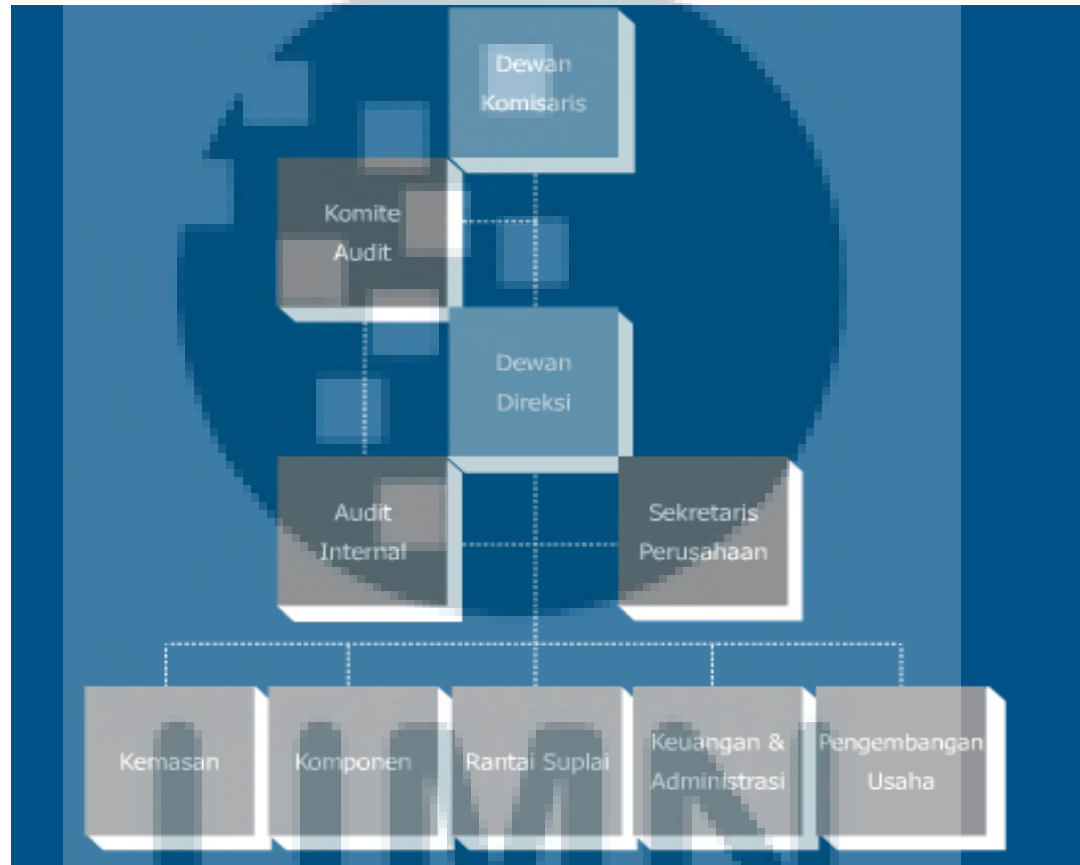 Dewan
Komisaris
Komite
Audit
Dewan
Direksi
Audit
Internal
Sekretaris
Perusahaan
Kemasan
Komponen
Rantai Suplai
Keuangan &
Administrasi
Pengembangan
Usaha